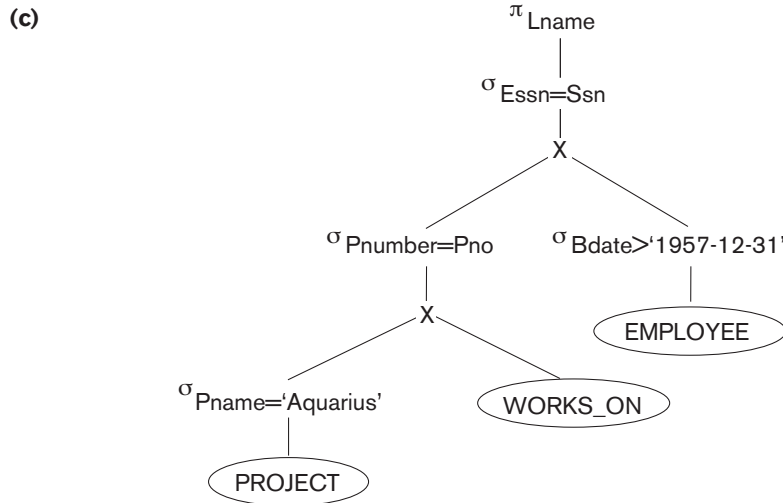 (c)
π Lname
σ Essn=Ssn
X
σ Pnumber=Pno
σ Bdate>‘1957-12-31’
X
EMPLOYEE
σ Pname=‘Aquarius’
WORKS_ON
PROJECT